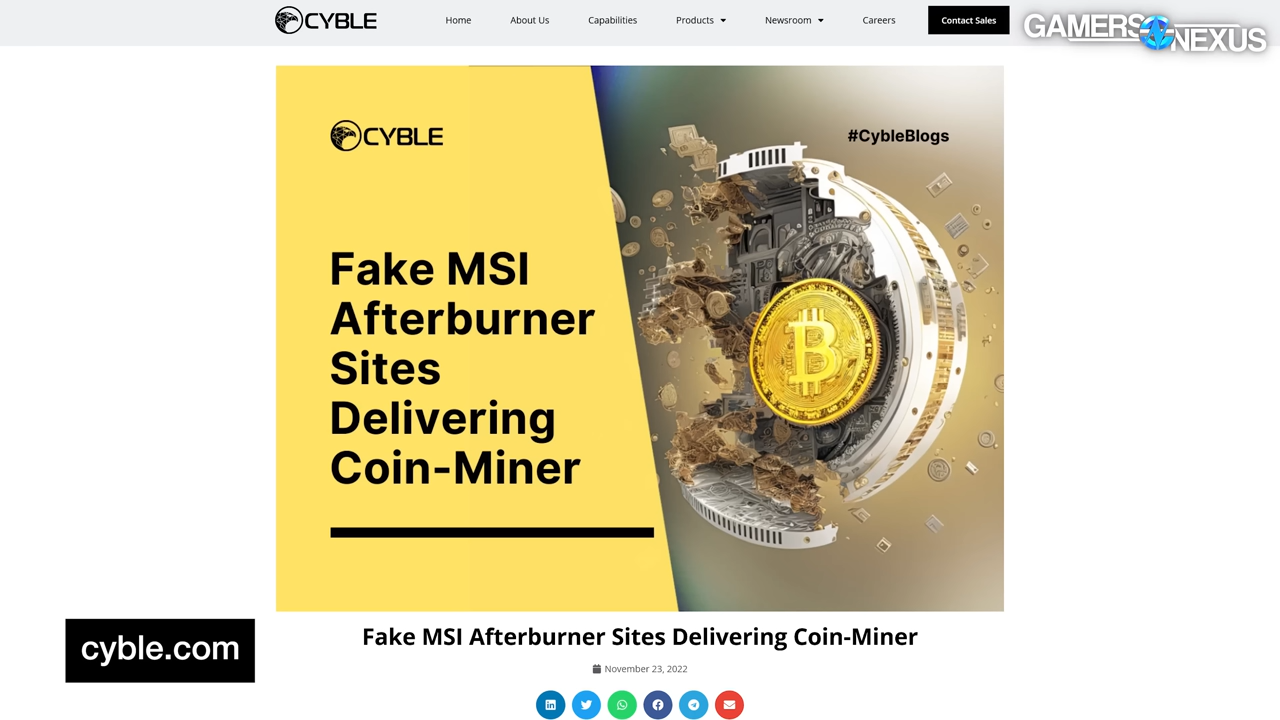 CYBLE
Home About Us Capabilities Products Newsroom Careers Contact Sales
GAMERS NEXUS
CYBLE
#CybleBlogs
Fake MSI
Afterburner
Sites
Delivering
Coin-Miner
cyble.com
Fake MSI Afterburner Sites Delivering Coin-Miner
November 23, 2022